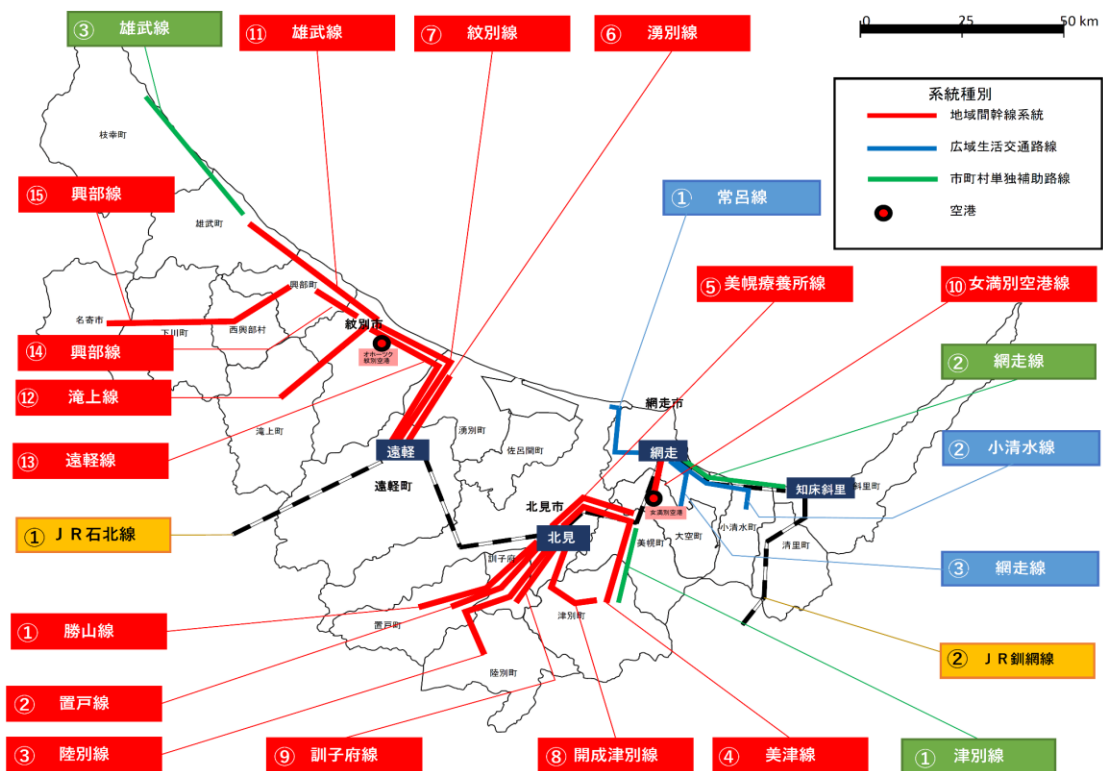 ③ 雄武線
⑪ 雄武線
⑦ 紋別線
⑥ 湧別線
0 25 50 km
系統種別
地域間幹線系統
広域生活交通路線
市町村単独補助路線
空港
枝幸町
⑮ 興部線
① 常呂線
雄武町
⑤ 美幌療養所線
⑩ 女満別空港線
興部町
名寄市
下川町
西興部村
紋別市
オホーツク
紋別空港
⑭ 興部線
② 網走線
⑫ 滝上線
網走市
滝上町
湧別町
佐呂間町
② 小清水線
⑬ 遠軽線
遠軽
網走
遠軽町
知床斜里
斜里町
北見市
女満別空港
① ＪＲ石北線
北見
美幌町
大空町
小清水町
清里町
訓子府
③ 網走線
① 勝山線
置戸町
津別町
② ＪＲ釧網線
陸別町
② 置戸線
③ 陸別線
⑨ 訓子府線
⑧ 開成津別線
④ 美津線
① 津別線